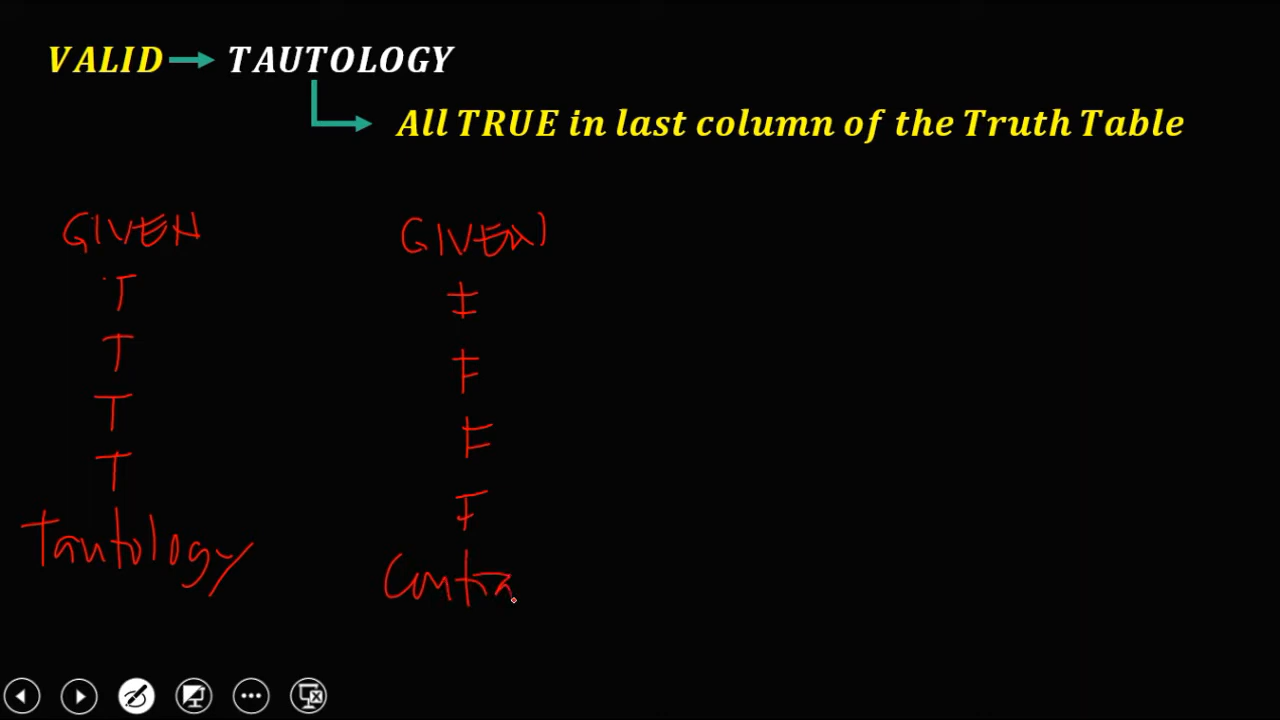 VALID → TAUTOLOGY
All TRUE in last column of the Truth Table
GIVEN
T
T
T
T
Tautology
GIVEN
F
F
F
F
Contra